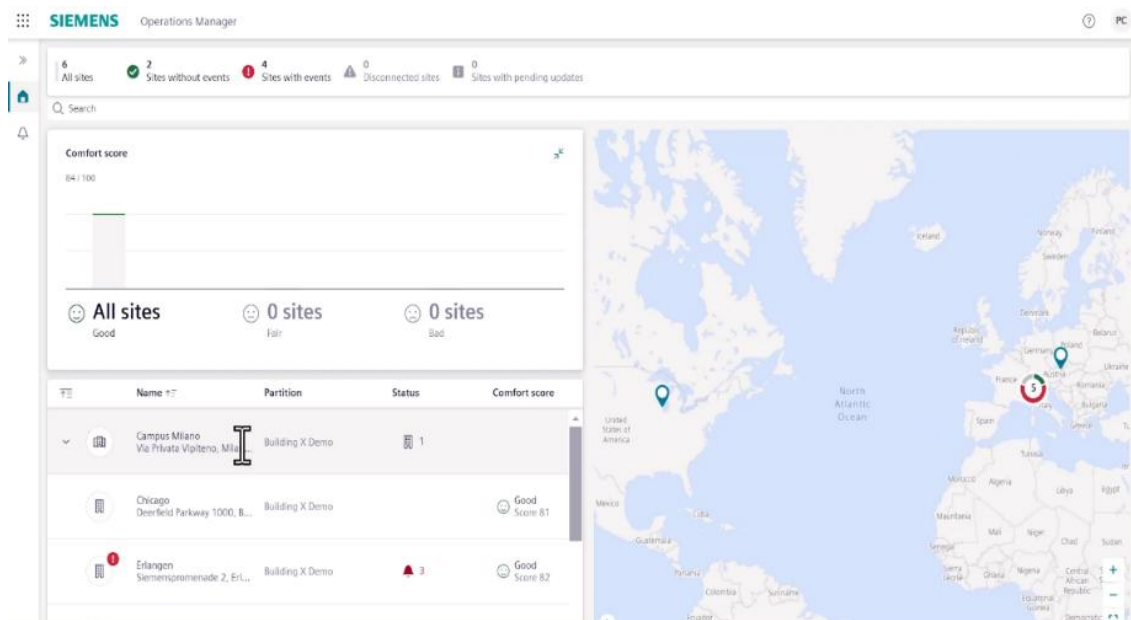 SIEMENS Operations Manager PC
6
All sites
2
Sites without events
4
Sites with events
0
Disconnected sites
0
Sites with pending updates
Search
Comfort score
84 / 100
All sites
Good
0 sites
Fair
0 sites
Bad
Name Partition Status Comfort score
Campus Milano
Via Privata Vipiteno, Mila...
Building X Demo
1
Chicago
Deerfield Parkway 1000, B...
Building X Demo
Good
Score 81
Erlangen
Siemenspromenade 2, Erl...
Building X Demo
3
Good
Score 82
Iceland
Norway
Finland
Sweden
Denmark
Republic
of Ireland
Belarus
Germany
Poland
Ukraine
France
Austria
Romania
5
Italy
Bulgaria
Spain
Greece
United
States of
America
North
Atlantic
Ocean
Tunisia
Morocco
Algeria
Libya
Egypt
Mexico
Cuba
Mauritania
Mali
Niger
Chad
Sudan
Guatemala
Senegal
Panama
Sierra
Leone
Ghana
Nigeria
Central
African
Republic
Colombia
Suriname
Equatorial
Guinea
Ecuador
Democratic